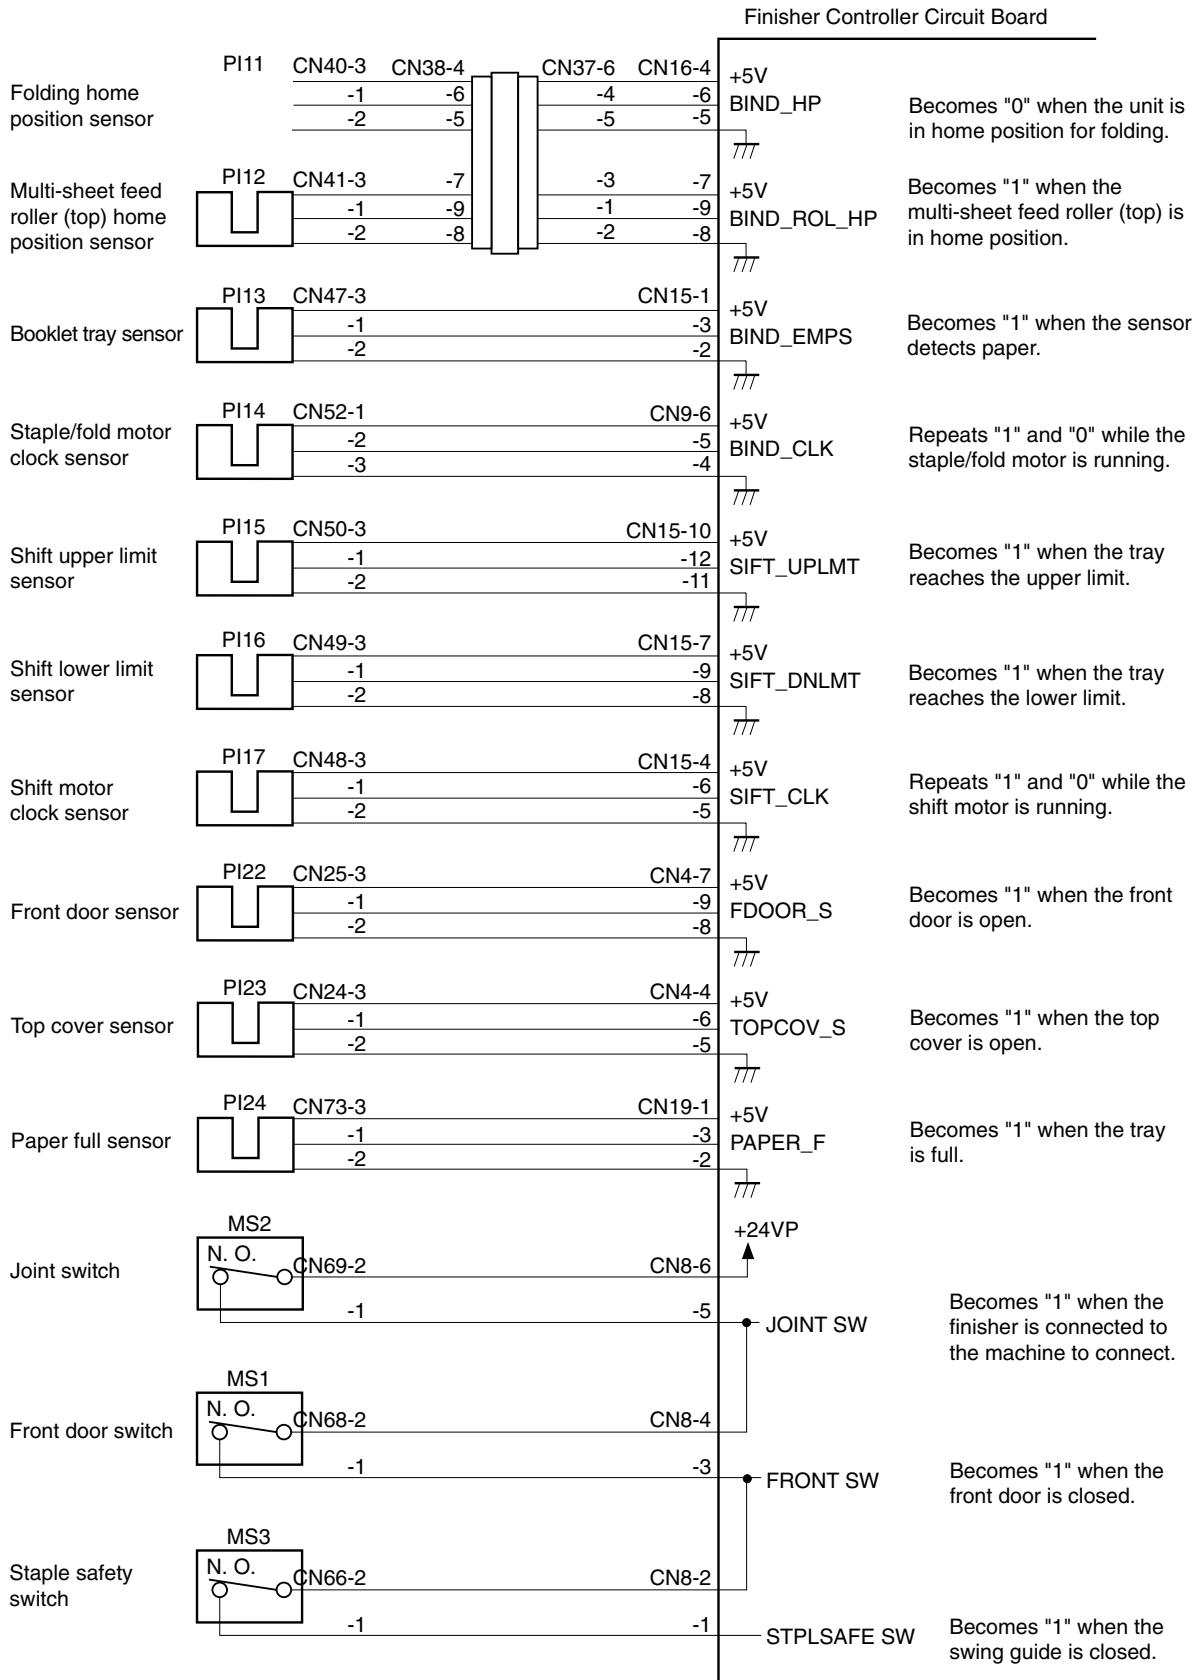 Finisher Controller Circuit Board
PI11 CN40-3 CN38-4 CN37-6 CN16-4 +5V
Folding home
position sensor
-1 -6 -4 -6 BIND_HP
-2 -5 -5 -5
Becomes "0" when the unit is
in home position for folding.
PI12 CN41-3 -7 -3 -7 +5V
Multi-sheet feed
roller (top) home
position sensor
-1 -9 -1 -9 BIND_ROL_HP
-2 -8 -2 -8
Becomes "1" when the
multi-sheet feed roller (top) is
in home position.
PI13 CN47-3 CN15-1 +5V
Booklet tray sensor
-1 -3 BIND_EMPS
-2 -2
Becomes "1" when the sensor
detects paper.
PI14 CN52-1 CN9-6 +5V
Staple/fold motor
clock sensor
-2 -5 BIND_CLK
-3 -4
Repeats "1" and "0" while the
staple/fold motor is running.
PI15 CN50-3 CN15-10 +5V
Shift upper limit
sensor
-1 -12 SIFT_UPLMT
-2 -11
Becomes "1" when the tray
reaches the upper limit.
PI16 CN49-3 CN15-7 +5V
Shift lower limit
sensor
-1 -9 SIFT_DNLMT
-2 -8
Becomes "1" when the tray
reaches the lower limit.
PI17 CN48-3 CN15-4 +5V
Shift motor
clock sensor
-1 -6 SIFT_CLK
-2 -5
Repeats "1" and "0" while the
shift motor is running.
PI22 CN25-3 CN4-7 +5V
Front door sensor
-1 -9 FDOOR_S
-2 -8
Becomes "1" when the front
door is open.
PI23 CN24-3 CN4-4 +5V
Top cover sensor
-1 -6 TOPCOV_S
-2 -5
Becomes "1" when the top
cover is open.
PI24 CN73-3 CN19-1 +5V
Paper full sensor
-1 -3 PAPER_F
-2 -2
Becomes "1" when the tray
is full.
MS2 +24VP
Joint switch
N. O. CN69-2 CN8-6
-1 -5 JOINT SW
Becomes "1" when the
finisher is connected to
the machine to connect.
MS1
Front door switch
N. O. CN68-2 CN8-4
-1 -3 FRONT SW
Becomes "1" when the
front door is closed.
MS3
Staple safety
switch
N. O. CN66-2 CN8-2
-1 -1 STPLSAFE SW
Becomes "1" when the
swing guide is closed.